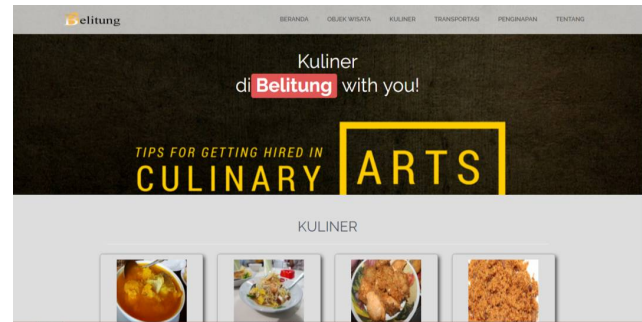 Belitung
BERANDA OBJEK WISATA KULINER TRANSPORTASI PENGINAPAN TENTANG
Kuliner
di Belitung with you!
TIPS FOR GETTING HIRED IN
CULINARY ARTS
KULINER